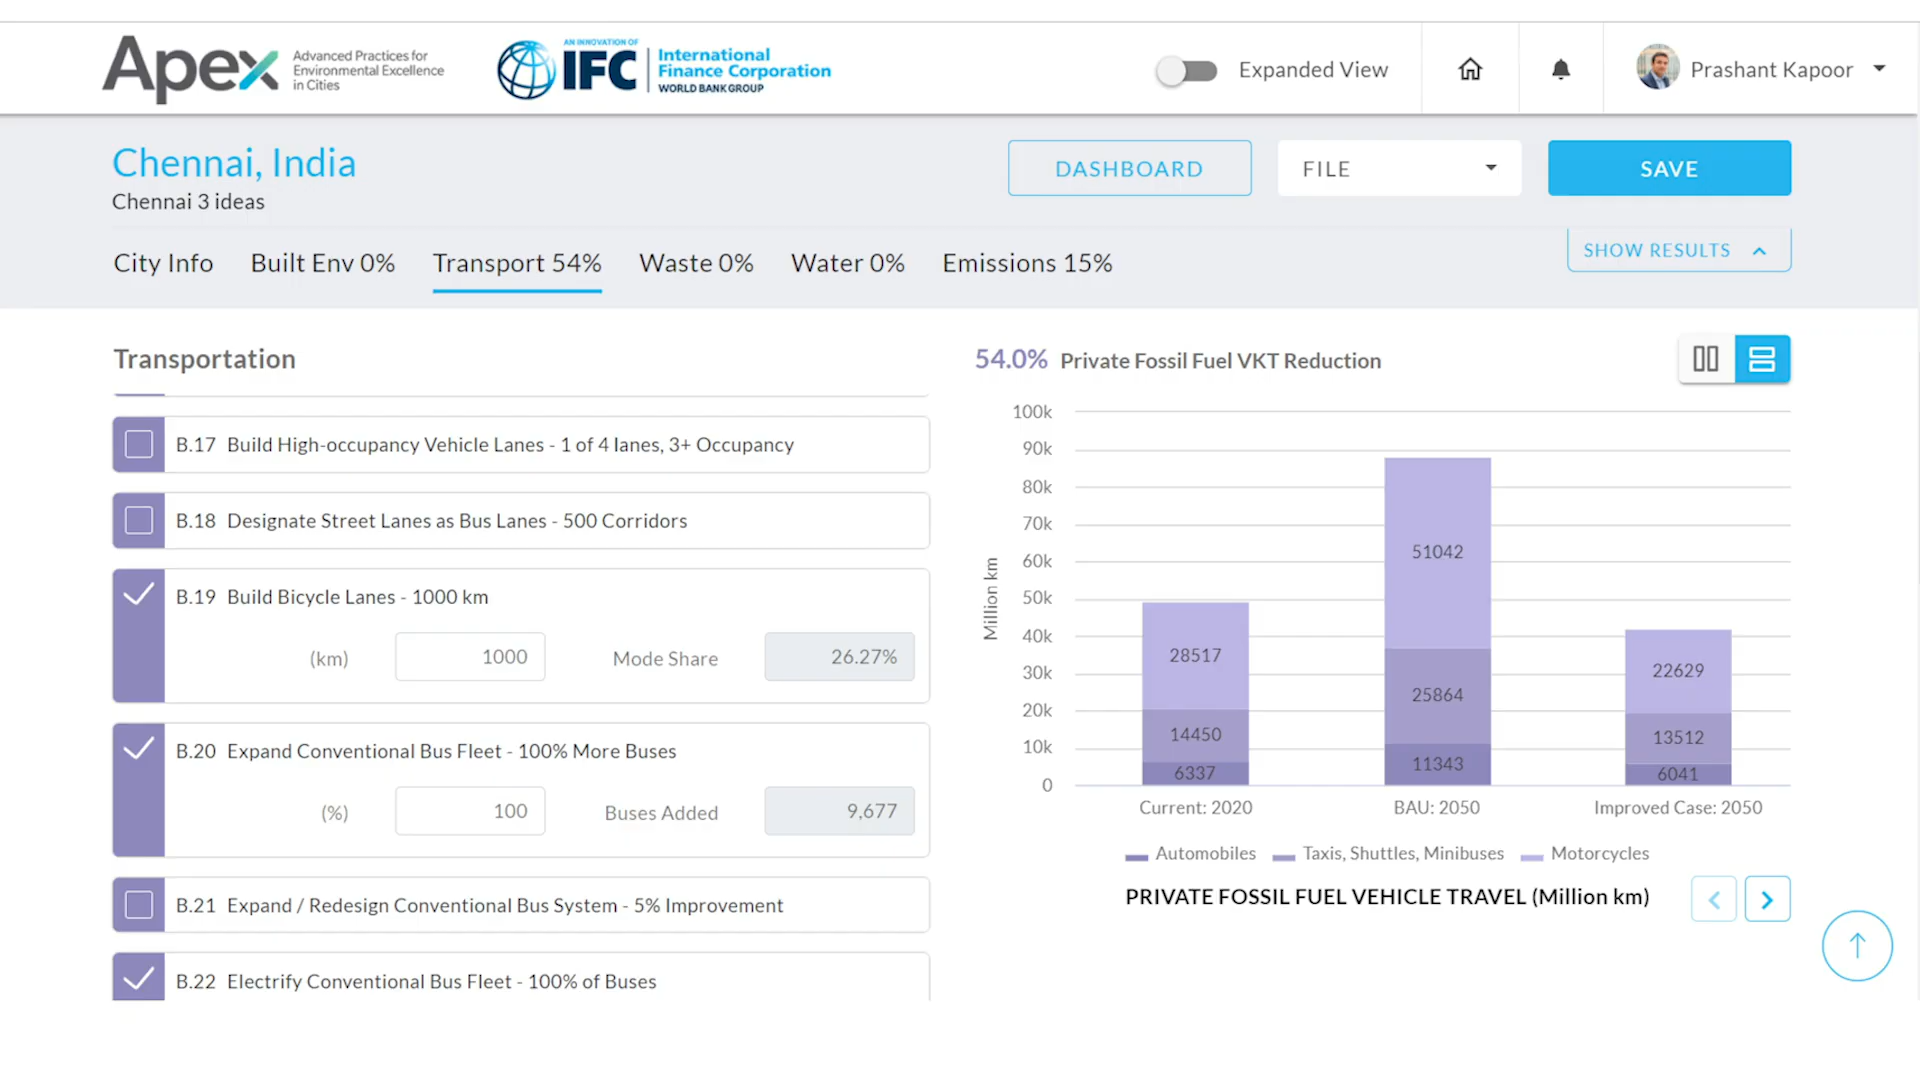 Apex
Advanced Practices for
Environmental Excellence
in Cities
AN INNOVATION OF
IFC
International
Finance Corporation
WORLD BANK GROUP
Expanded View
Prashant Kapoor
Chennai, India
Chennai 3 ideas
DASHBOARD
FILE
SAVE
City Info
Built Env 0%
Transport 54%
Waste 0%
Water 0%
Emissions 15%
SHOW RESULTS
Transportation
B.17 Build High-occupancy Vehicle Lanes - 1 of 4 lanes, 3+ Occupancy
B.18 Designate Street Lanes as Bus Lanes - 500 Corridors
B.19 Build Bicycle Lanes - 1000 km
(km) 1000 Mode Share 26.27%
B.20 Expand Conventional Bus Fleet - 100% More Buses
(%) 100 Buses Added 9,677
B.21 Expand / Redesign Conventional Bus System - 5% Improvement
B.22 Electrify Conventional Bus Fleet - 100% of Buses
54.0% Private Fossil Fuel VKT Reduction
Million km
100k
90k
80k
70k
60k
50k
40k
30k
20k
10k
0
28517
14450
6337
51042
25864
11343
22629
13512
6041
Current: 2020
BAU: 2050
Improved Case: 2050
Automobiles
Taxis, Shuttles, Minibuses
Motorcycles
PRIVATE FOSSIL FUEL VEHICLE TRAVEL (Million km)